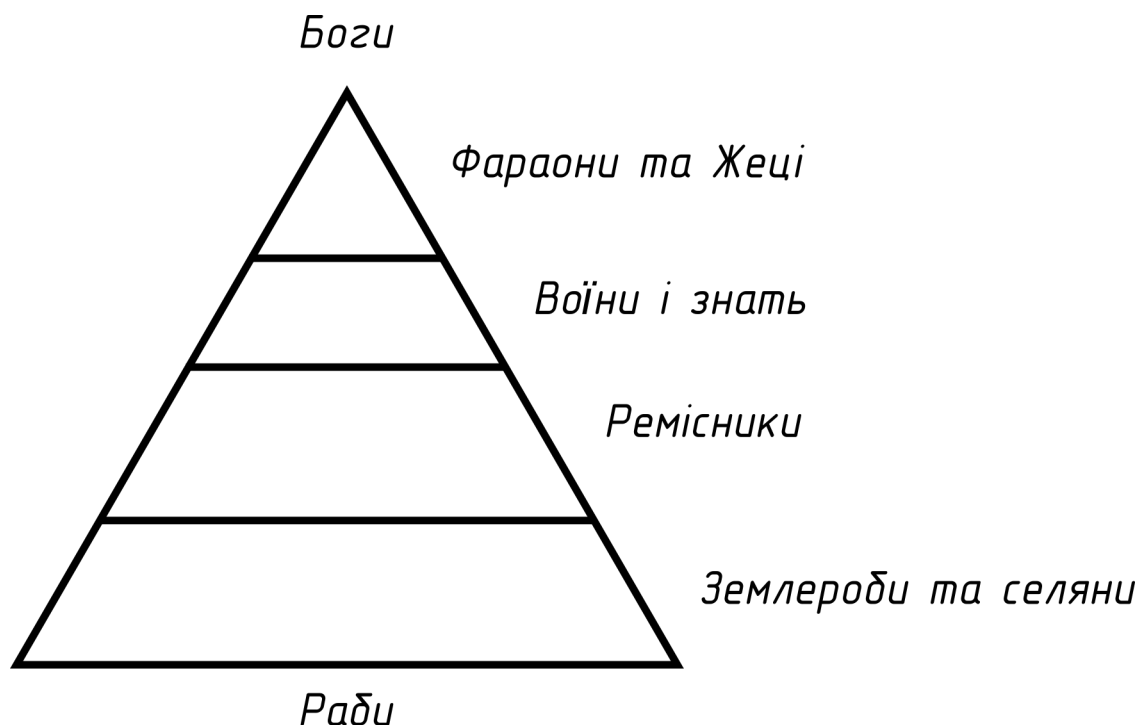 Боги
Фараони та Жеці
Воїни і знать
Ремісники
Землероби та селяни
Раби